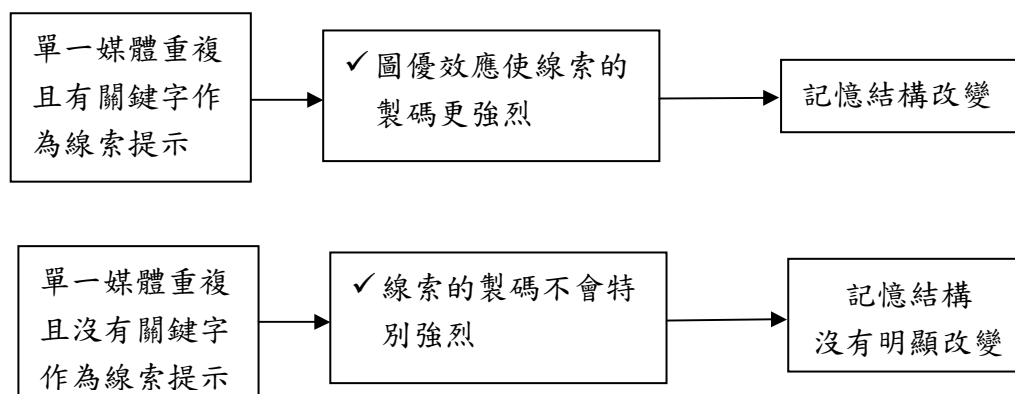 單一媒體重複
且有關鍵字作
為線索提示
✓圖優效應使線索的
製碼更強烈
記憶結構改變
單一媒體重複
且沒有關鍵字
作為線索提示
✓線索的製碼不會特
別強烈
記憶結構
沒有明顯改變